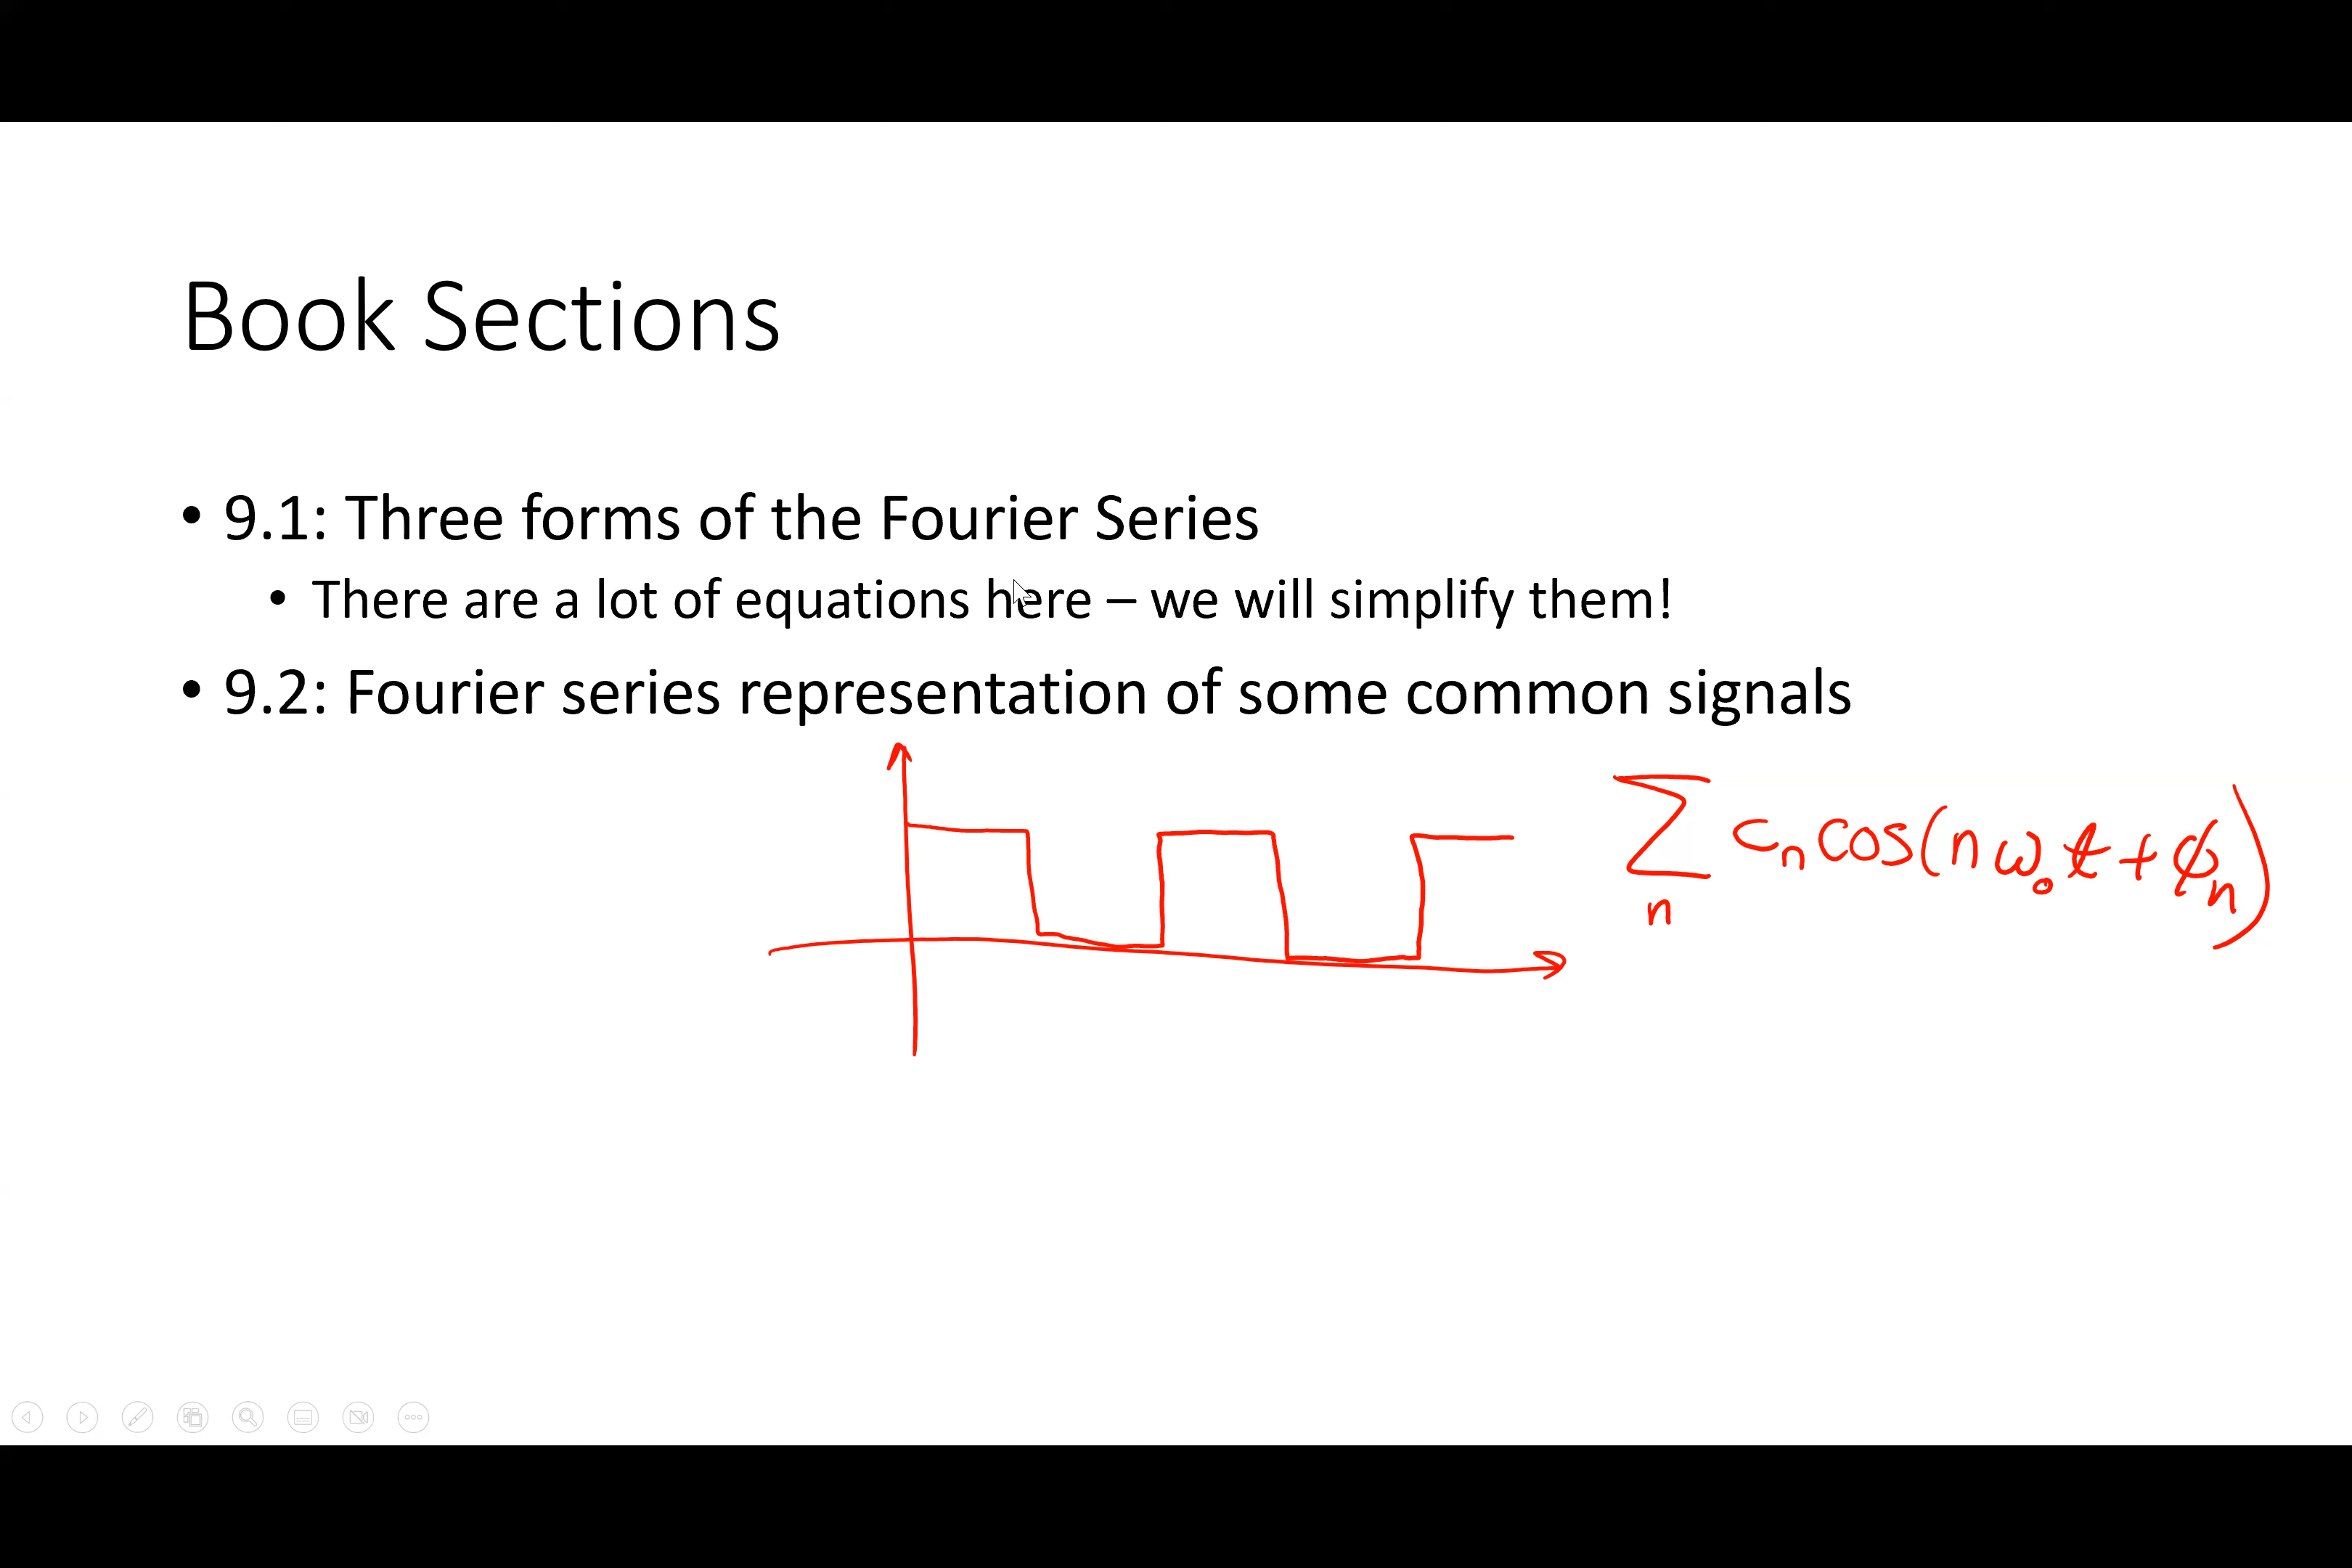 Book Sections
• 9.1: Three forms of the Fourier Series
• There are a lot of equations here – we will simplify them!
• 9.2: Fourier series representation of some common signals
∑ cₙ cos(nω₀t + ϕₙ)
n